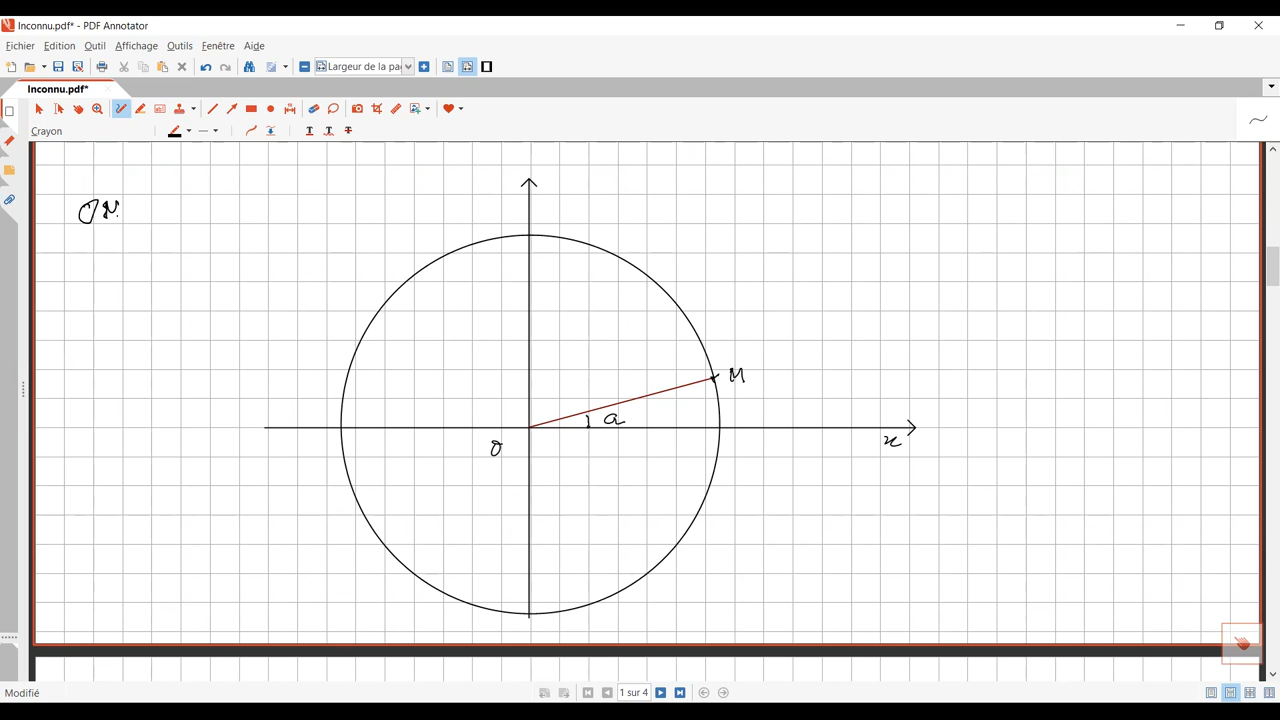 Inconnu.pdf* - PDF Annotator
Fichier Edition Outil Affichage Outils Fenêtre Aide
Largeur de la pag
Inconnu.pdf*
Crayon
T T T
M
a
O
x
Modifié
1 sur 4